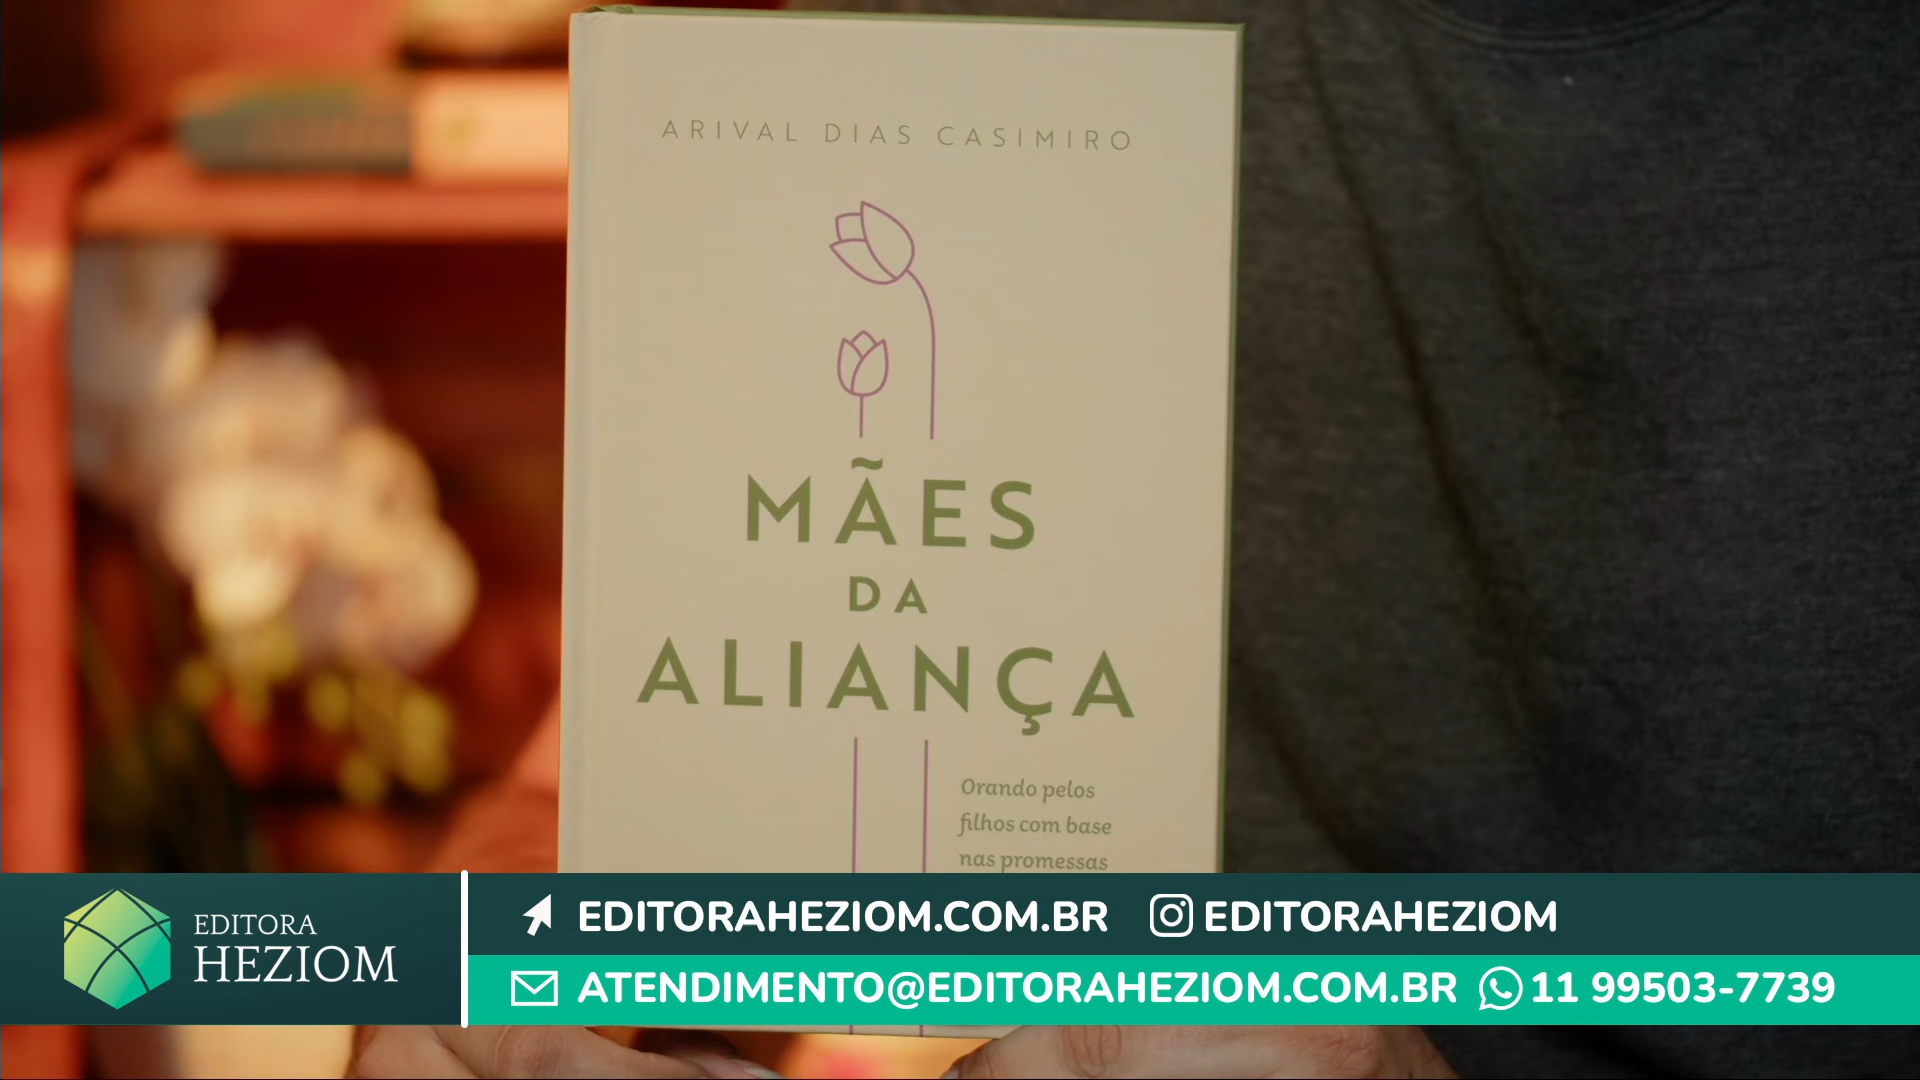 ARIVAL DIAS CASIMIRO
MÃES
DA
ALIANÇA
Orando pelos
filhos com base
nas promessas
EDITORA
HEZIOM
EDITORAHEZIOM.COM.BR
EDITORAHEZIOM
ATENDIMENTO@EDITORAHEZIOM.COM.BR
11 99503-7739